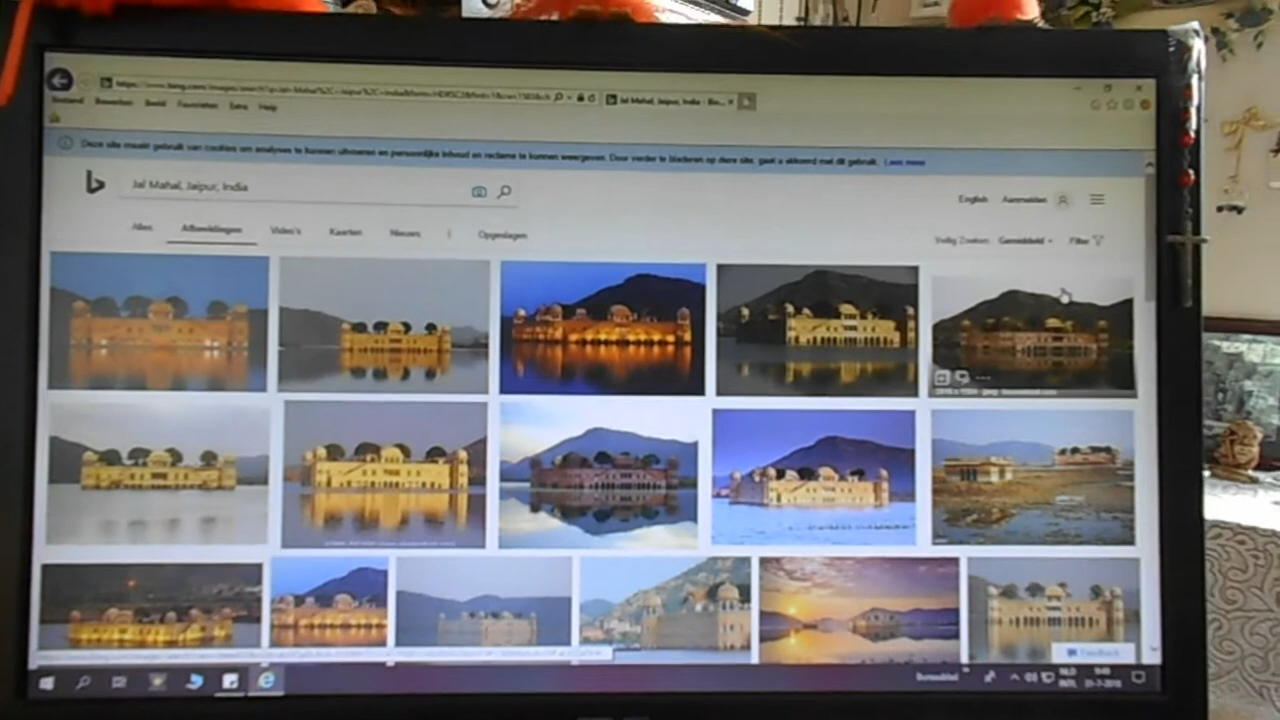 Jal Mahal, Jaipur, India - Bin...
Bestand Bewerken Beeld Favorieten Extra Help
Deze site maakt gebruik van cookies om analyses te kunnen uitvoeren en persoonlijke inhoud en reclame te kunnen weergeven. Door verder te bladeren op deze site, gaat u akkoord met dit gebruik. Lees meer
b Jal Mahal, Jaipur, India
English Aanmelden
Alles Afbeeldingen Video's Kaarten Nieuws Opgeslagen
Veilig Zoeken: Gemiddeld Filter
Feedback
Bureaublad
NLD
INTL